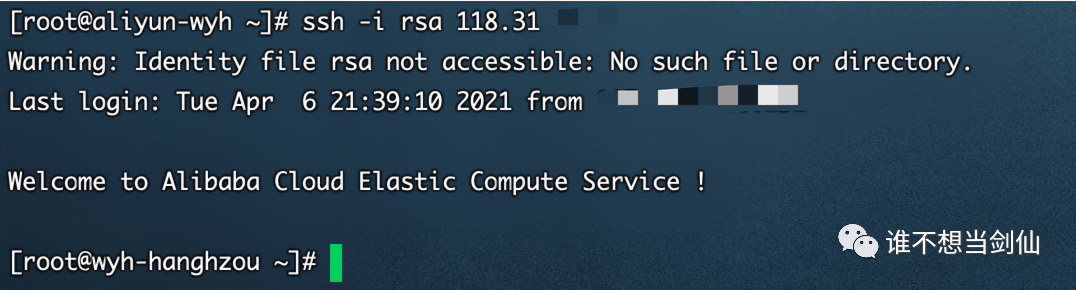 [root@aliyun-wyh ~]# ssh -i rsa 118.31
Warning: Identity file rsa not accessible: No such file or directory.
Last login: Tue Apr  6 21:39:10 2021 from
Welcome to Alibaba Cloud Elastic Compute Service !
[root@wyh-hanghzou ~]#
谁不想当剑仙